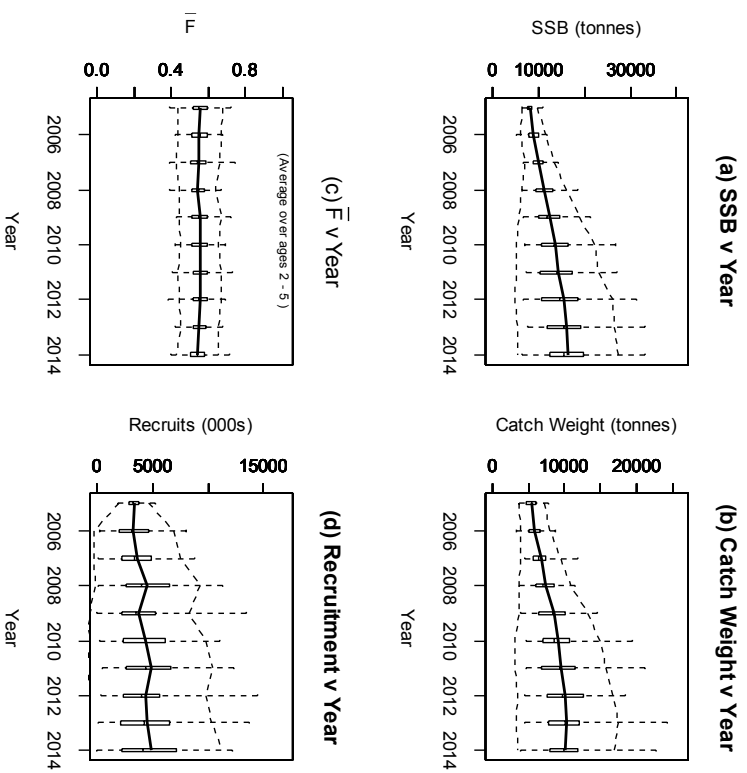 (a) SSB v Year
SSB (tonnes)
0 10000 30000
2006 2008 2010 2012 2014
Year
(b) Catch Weight v Year
Catch Weight (tonnes)
0 10000 20000
2006 2008 2010 2012 2014
Year
(c) F̅ v Year
F̅
0.0 0.4 0.8
(Average over ages 2 - 5 )
2006 2008 2010 2012 2014
Year
(d) Recruitment v Year
Recruits (000s)
0 5000 15000
2006 2008 2010 2012 2014
Year